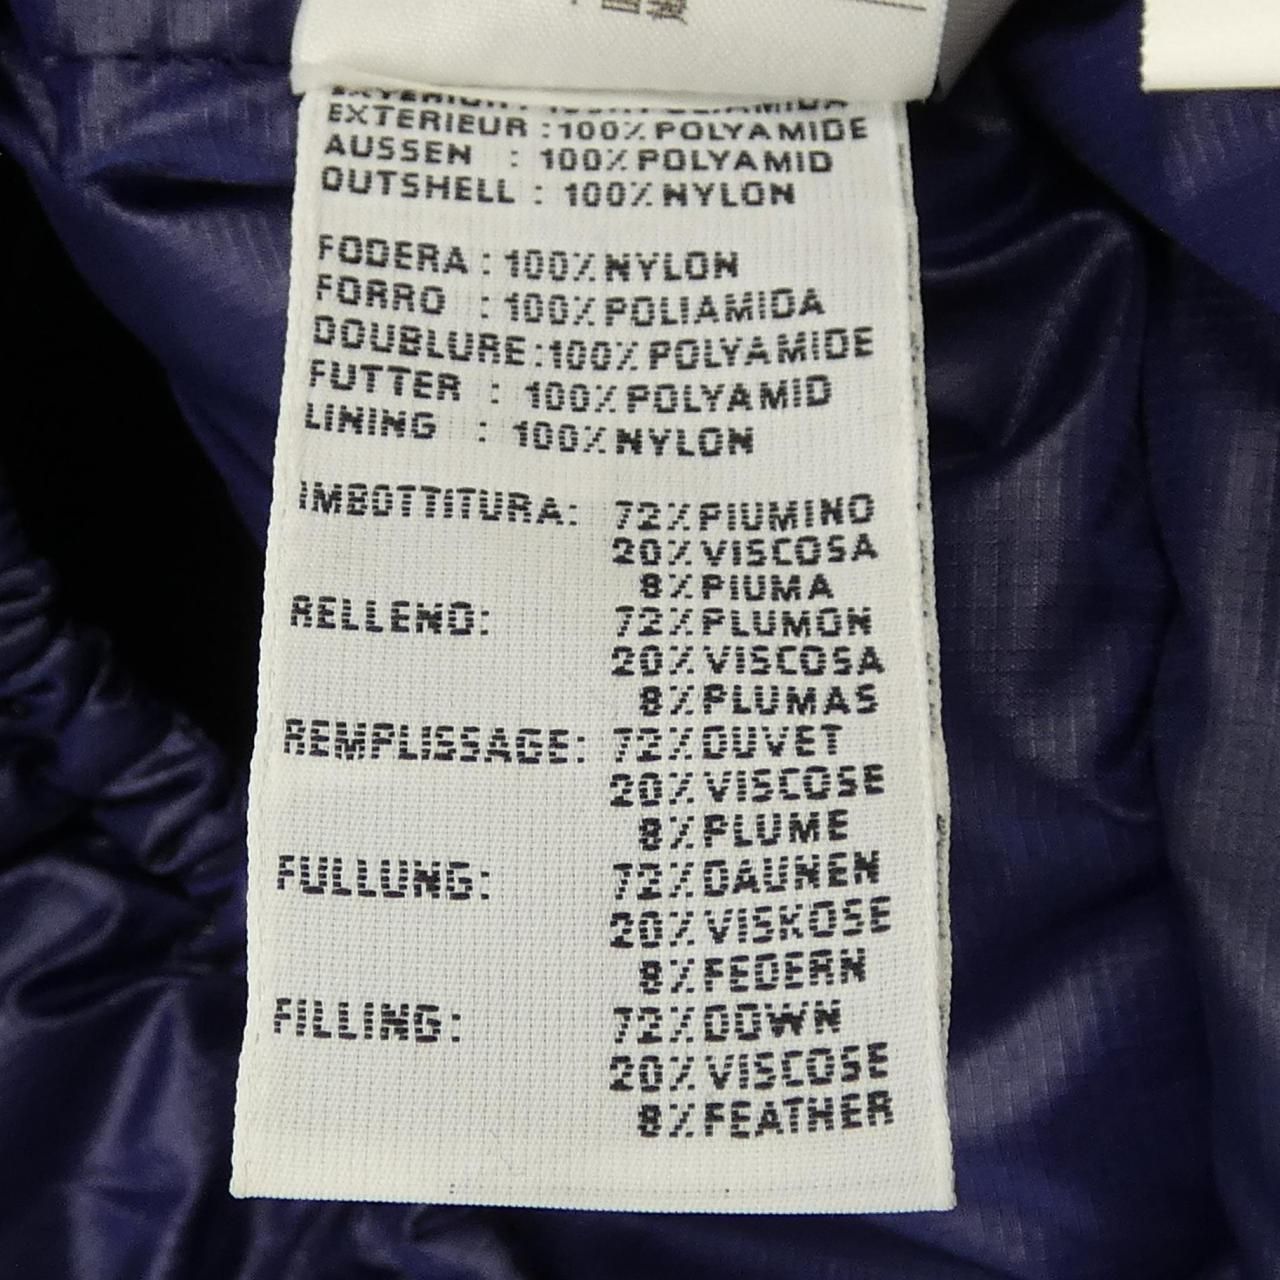 EXTERIOR: 100%POLIAMIDA
EXTERIEUR :100%POLYAMIDE
AUSSEN : 100%POLYAMID
OUTSHELL : 100%NYLON
FODERA : 100%NYLON
FORRO : 100%POLIAMIDA
DOUBLURE:100%POLYAMIDE
FUTTER : 100%POLYAMID
LINING : 100%NYLON
IMBOTTITURA: 72%PIUMINO
20%VISCOSA
8%PIUMA
RELLENO: 72%PLUMON
20%VISCOSA
8%PLUMAS
REMPLISSAGE: 72%DUVET
20%VISCOSE
8%PLUME
FULLUNG: 72%DAUNEN
20%VISKOSE
8%FEDERN
FILLING: 72%DOWN
20%VISCOSE
8%FEATHER